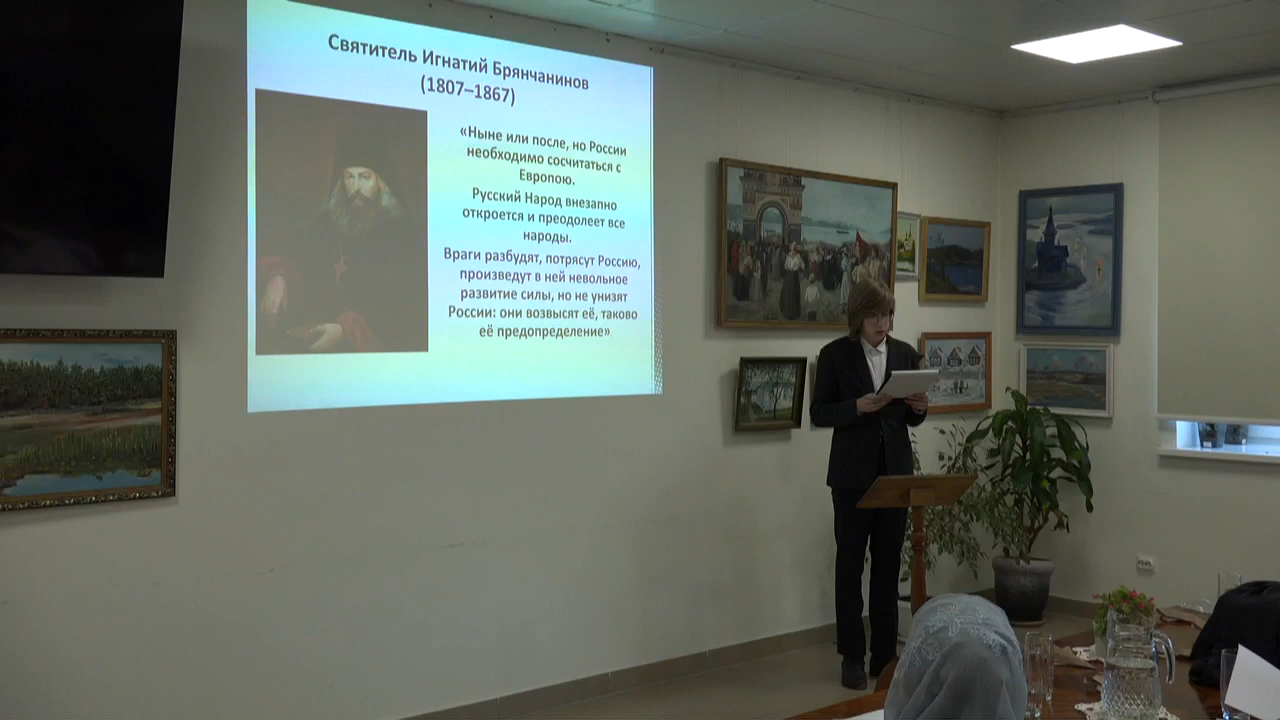 Святитель Игнатий Брянчанинов
(1807–1867)
«Ныне или после, но России
необходимо сосчитаться с
Европою.
Русский Народ внезапно
откроется и преодолеет все
народы.
Враги разбудят, потрясут Россию,
произведут в ней невольное
развитие силы, но не унизят
России: они возвысят её, таково
её предопределение»